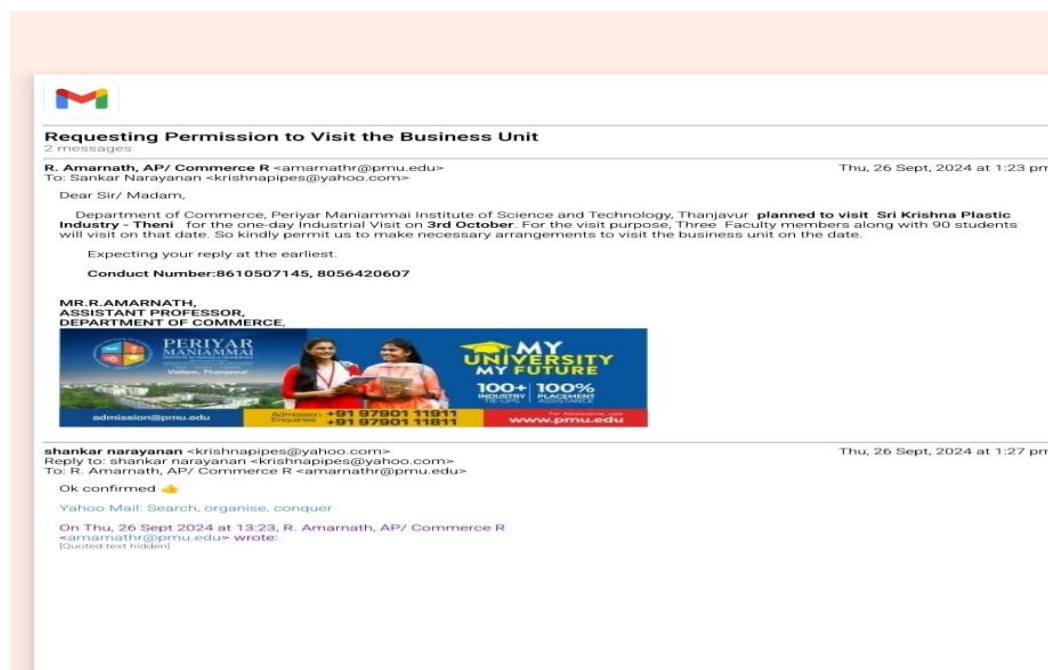 Requesting Permission to Visit the Business Unit
2 messages
R. Amarnath, AP/ Commerce R <amarnathr@pmu.edu> Thu, 26 Sept, 2024 at 1:23 pm
To: Sankar Narayanan <krishnapipes@yahoo.com>
Dear Sir/ Madam,
Department of Commerce, Periyar Maniammai Institute of Science and Technology, Thanjavur planned to visit Sri Krishna Plastic
Industry - Theni for the one-day Industrial Visit on 3rd October. For the visit purpose, Three Faculty members along with 90 students
will visit on that date. So kindly permit us to make necessary arrangements to visit the business unit on the date.
Expecting your reply at the earliest.
Conduct Number:8610507145, 8056420607
MR.R.AMARNATH,
ASSISTANT PROFESSOR,
DEPARTMENT OF COMMERCE,
PERIYAR
MANIAMMAI
Vallam, Thanjavur
MY
UNIVERSITY
MY FUTURE
100+ 100%
INDUSTRY PLACEMENT
TIE-UPS ASSISTANCE
admission@pmu.edu
Admission +91 97901 11911
Enquiries +91 97901 11811
www.pmu.edu
shankar narayanan <krishnapipes@yahoo.com> Thu, 26 Sept, 2024 at 1:27 pm
Reply to: shankar narayanan <krishnapipes@yahoo.com>
To: R. Amarnath, AP/ Commerce R <amarnathr@pmu.edu>
Ok confirmed 👍
Yahoo Mail: Search, organise, conquer
On Thu, 26 Sept 2024 at 13:23, R. Amarnath, AP/ Commerce R
<amarnathr@pmu.edu> wrote:
[Quoted text hidden]